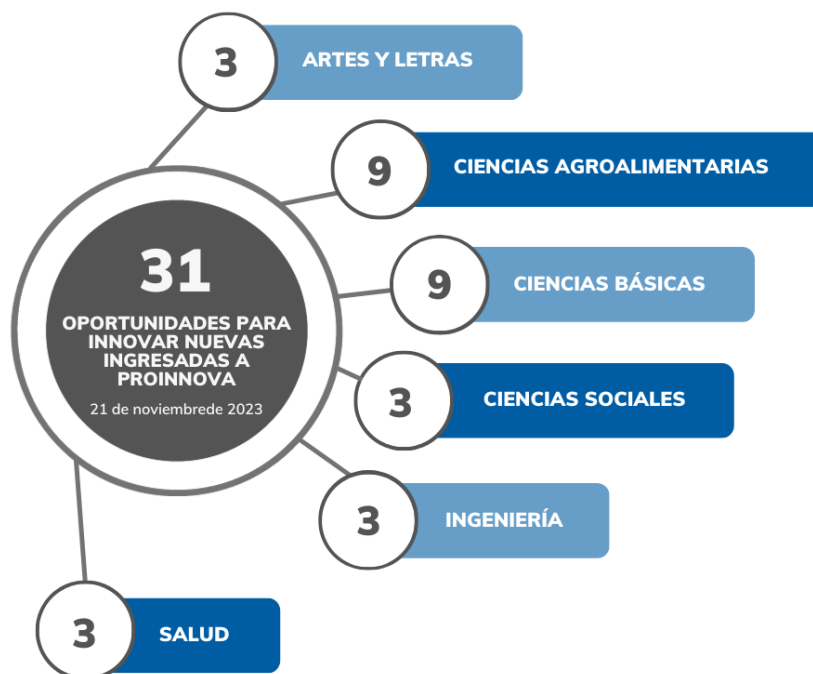 3
ARTES Y LETRAS
9
CIENCIAS AGROALIMENTARIAS
31
OPORTUNIDADES PARA
INNOVAR NUEVAS
INGRESADAS A
PROINNOVA
21 de noviembrede 2023
9
CIENCIAS BÁSICAS
3
CIENCIAS SOCIALES
3
INGENIERÍA
3
SALUD